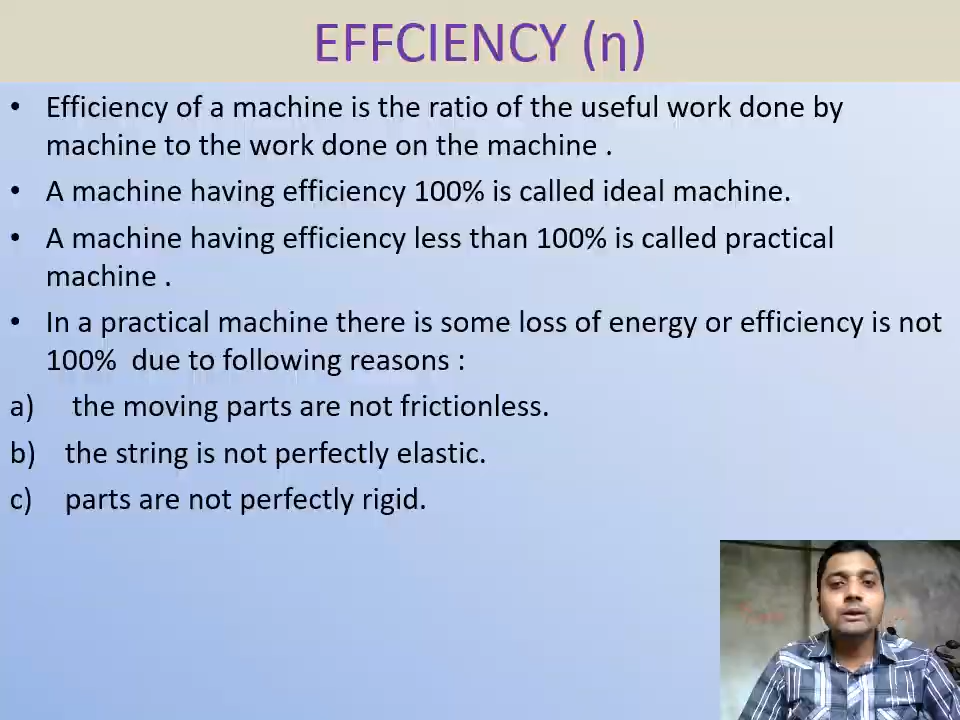 EFFCIENCY (η)
• Efficiency of a machine is the ratio of the useful work done by
machine to the work done on the machine .
• A machine having efficiency 100% is called ideal machine.
• A machine having efficiency less than 100% is called practical
machine .
• In a practical machine there is some loss of energy or efficiency is not
100%  due to following reasons :
a) the moving parts are not frictionless.
b) the string is not perfectly elastic.
c) parts are not perfectly rigid.